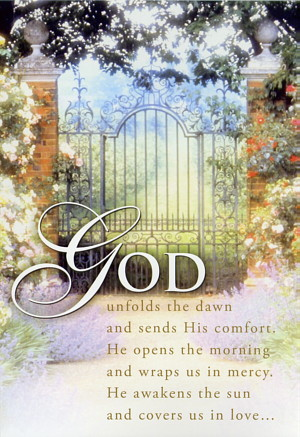 GOD
unfolds the dawn
and sends His comfort.
He opens the morning
and wraps us in mercy.
He awakens the sun
and covers us in love...